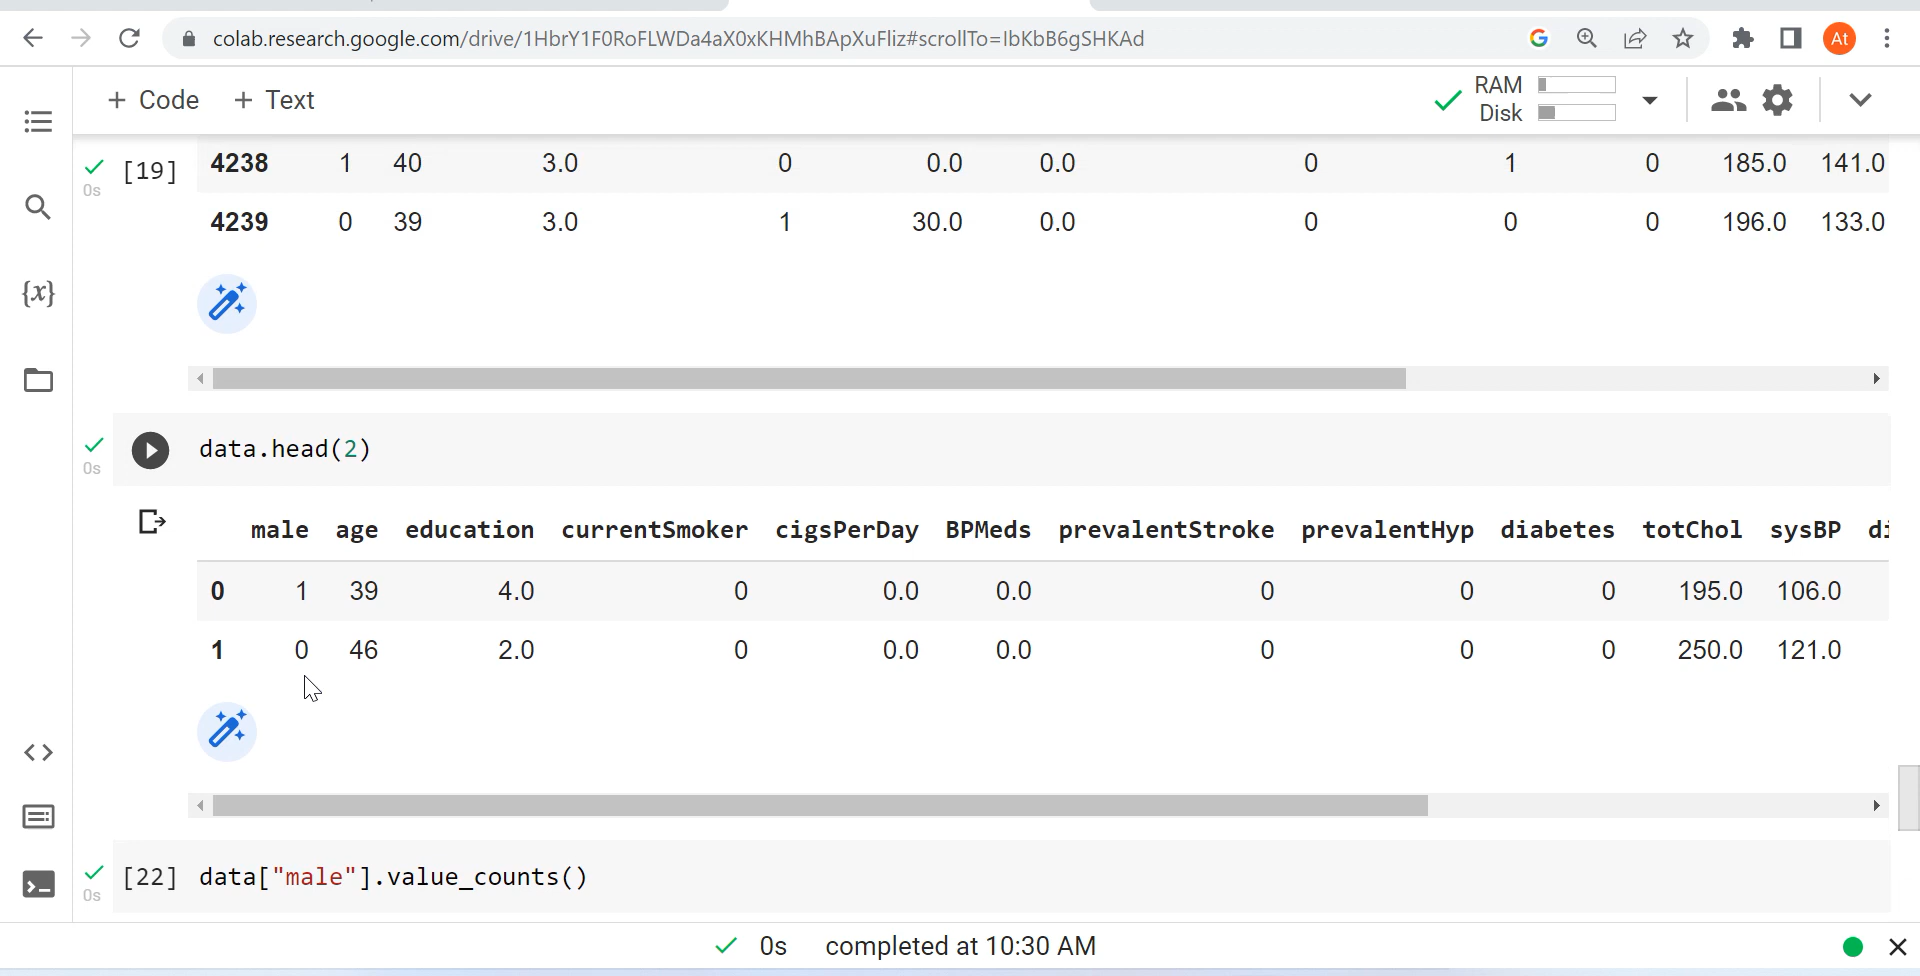 colab.research.google.com/drive/1HbrY1F0RoFLWDa4aX0xKHMhBApXuFliz#scrollTo=IbKbB6gSHKAd
At
+ Code + Text
RAM
Disk
[19] 4238 1 40 3.0 0 0.0 0.0 0 1 0 185.0 141.0
0s
4239 0 39 3.0 1 30.0 0.0 0 0 0 196.0 133.0
{x}
data.head(2)
0s
male age education currentSmoker cigsPerDay BPMeds prevalentStroke prevalentHyp diabetes totChol sysBP di
0 1 39 4.0 0 0.0 0.0 0 0 0 195.0 106.0
1 0 46 2.0 0 0.0 0.0 0 0 0 250.0 121.0
[22] data["male"].value_counts()
0s
0s completed at 10:30 AM